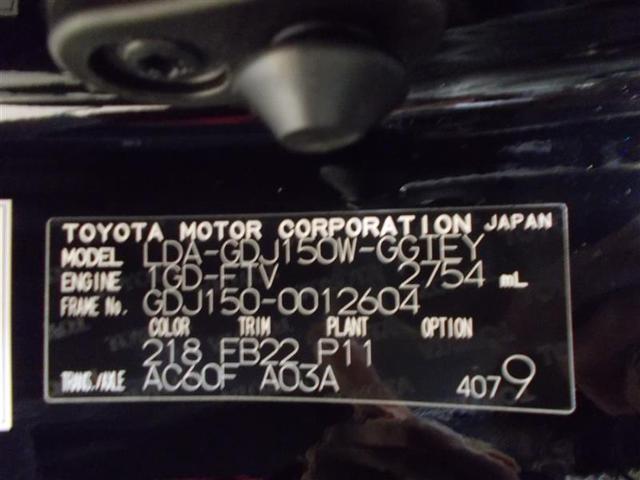 TOYOTA MOTOR CORPORATION JAPAN
MODEL LDA-GDJ150W-GGTEY
ENGINE 1GD-FTV 2754 mL
FRAME No. GDJ150-0012604
COLOR TRIM PLANT OPTION
218 FB22 P11
TRANS./AXLE AC60F A03A 4079